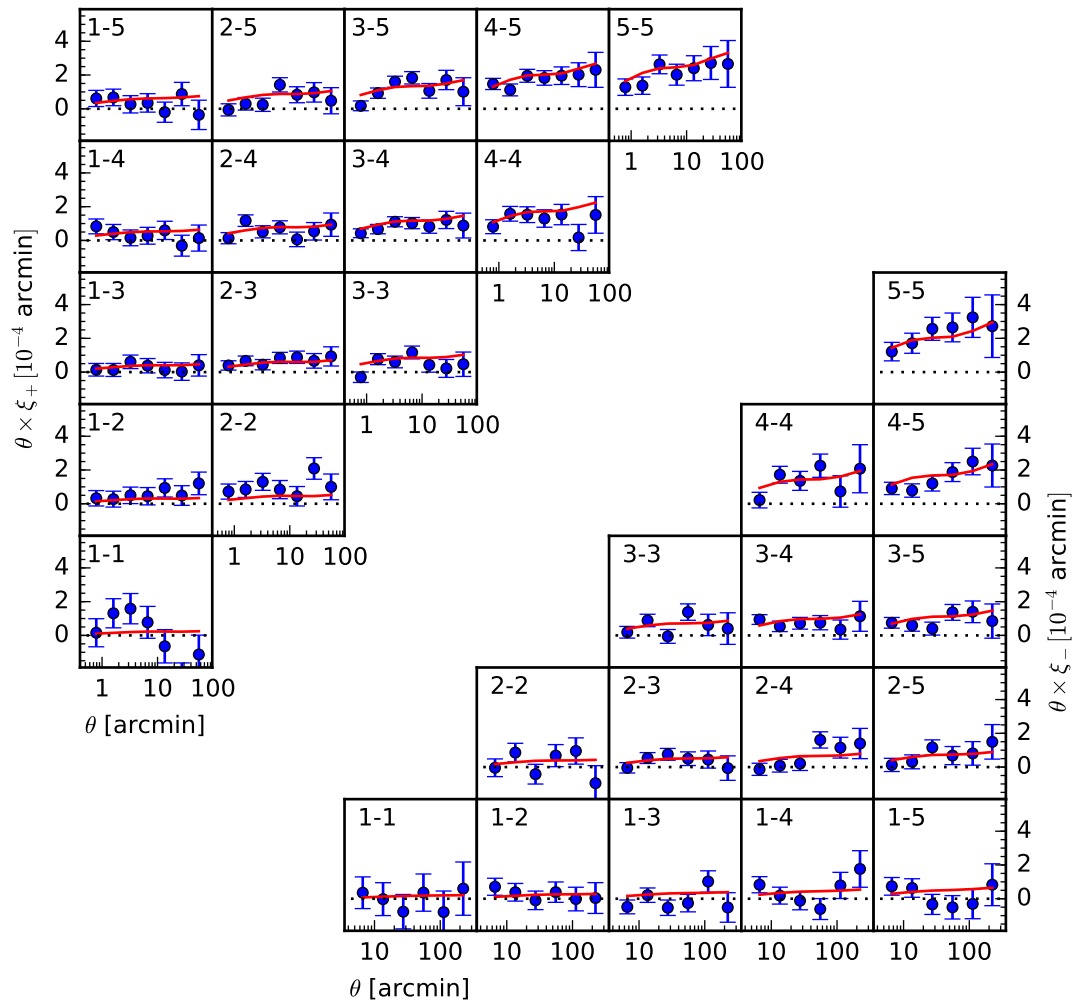 1-5 2-5 3-5 4-5 5-5
4
2
0
1 10 100
1-4 2-4 3-4 4-4
4
2
0
1 10 100
1-3 2-3 3-3 5-5
4 4
2 2
0 0
1 10 100
θ × ξ₊ [10⁻⁴ arcmin]
1-2 2-2 4-4 4-5
4 4
2 2
0 0
1 10 100
1-1 3-3 3-4 3-5
4 4
2 2
0 0
1 10 100
θ [arcmin]
θ × ξ₋ [10⁻⁴ arcmin]
2-2 2-3 2-4 2-5
4
2
0
1-1 1-2 1-3 1-4 1-5
4
2
0
10 100 10 100 10 100 10 100 10 100
θ [arcmin]